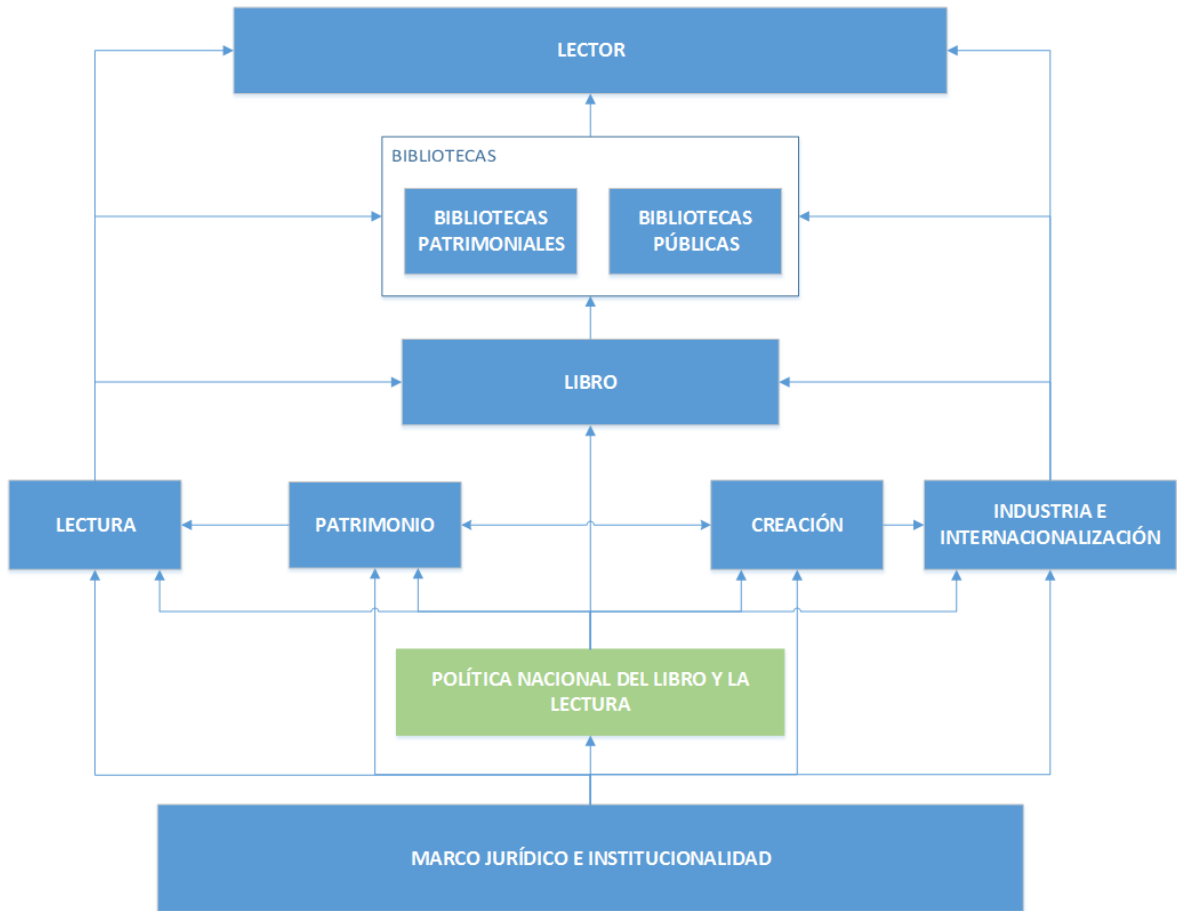 LECTOR
BIBLIOTECAS
BIBLIOTECAS
PATRIMONIALES
BIBLIOTECAS
PÚBLICAS
LIBRO
LECTURA
PATRIMONIO
CREACIÓN
INDUSTRIA E
INTERNACIONALIZACIÓN
POLÍTICA NACIONAL DEL LIBRO Y LA
LECTURA
MARCO JURÍDICO E INSTITUCIONALIDAD